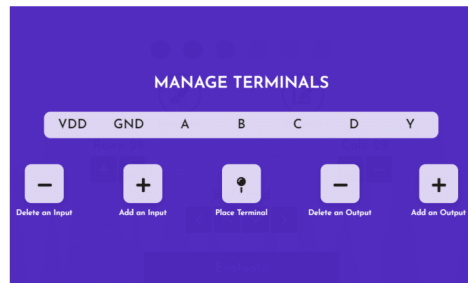 MANAGE TERMINALS
VDD GND A B C D Y
Delete an Input Add an Input Place Terminal Delete an Output Add an Output